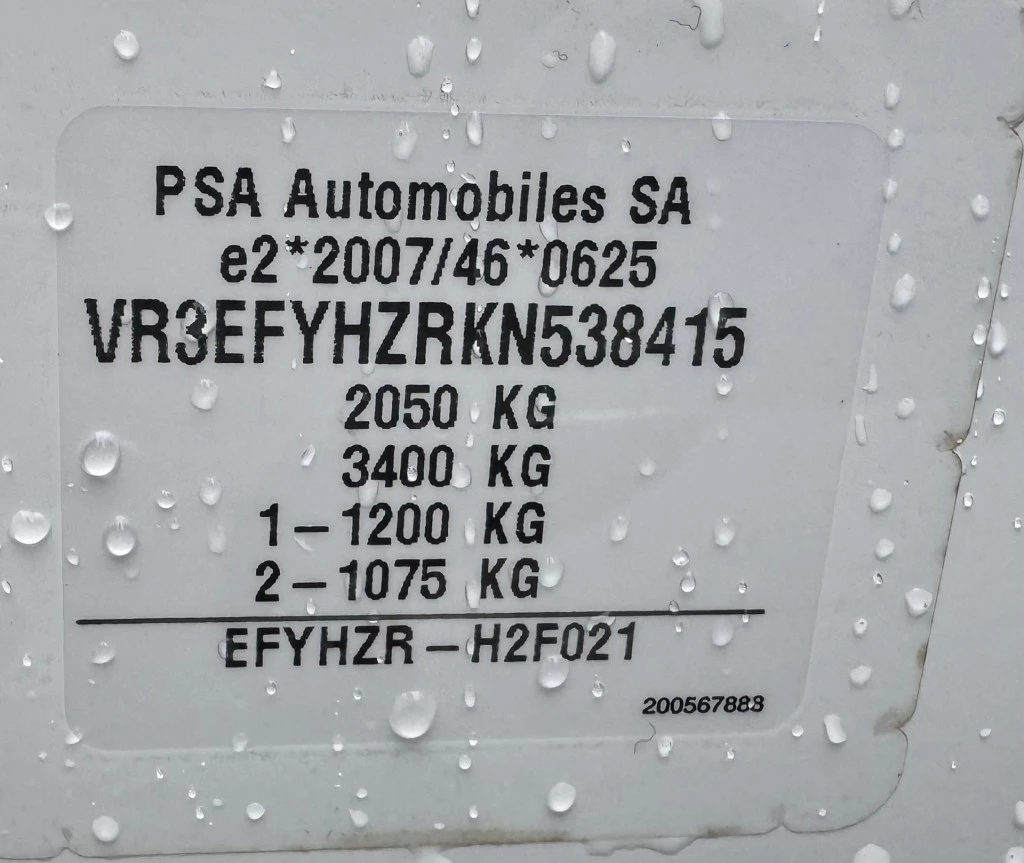 PSA Automobiles SA
e2*2007/46*0625
VR3EFYHZRKN538415
2050 KG
3400 KG
1-1200 KG
2-1075 KG
EFYHZR-H2F021
200567888